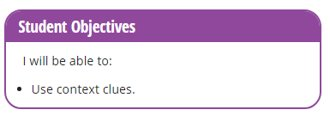 Student Objectives
I will be able to:
• Use context clues.